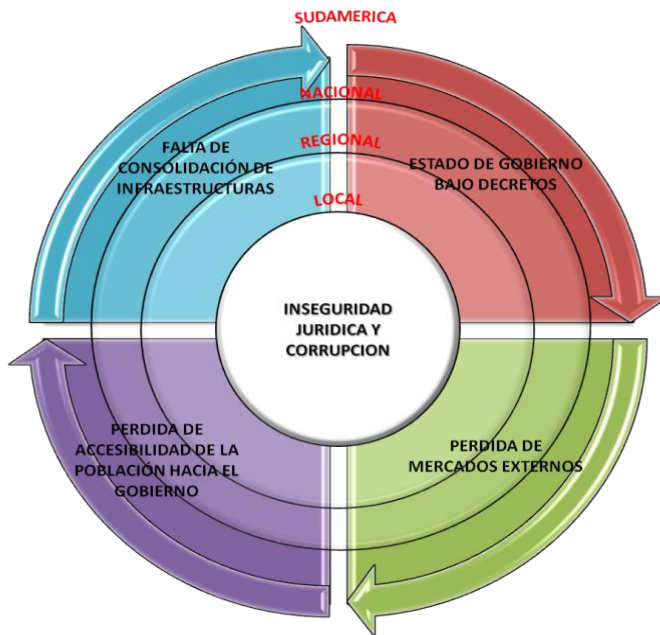 SUDAMERICA
NACIONAL
REGIONAL
LOCAL
FALTA DE
CONSOLIDACIÓN DE
INFRAESTRUCTURAS
ESTADO DE GOBIERNO
BAJO DECRETOS
INSEGURIDAD
JURIDICA Y
CORRUPCION
PERDIDA DE
ACCESIBILIDAD DE LA
POBLACIÓN HACIA EL
GOBIERNO
PERDIDA DE
MERCADOS EXTERNOS